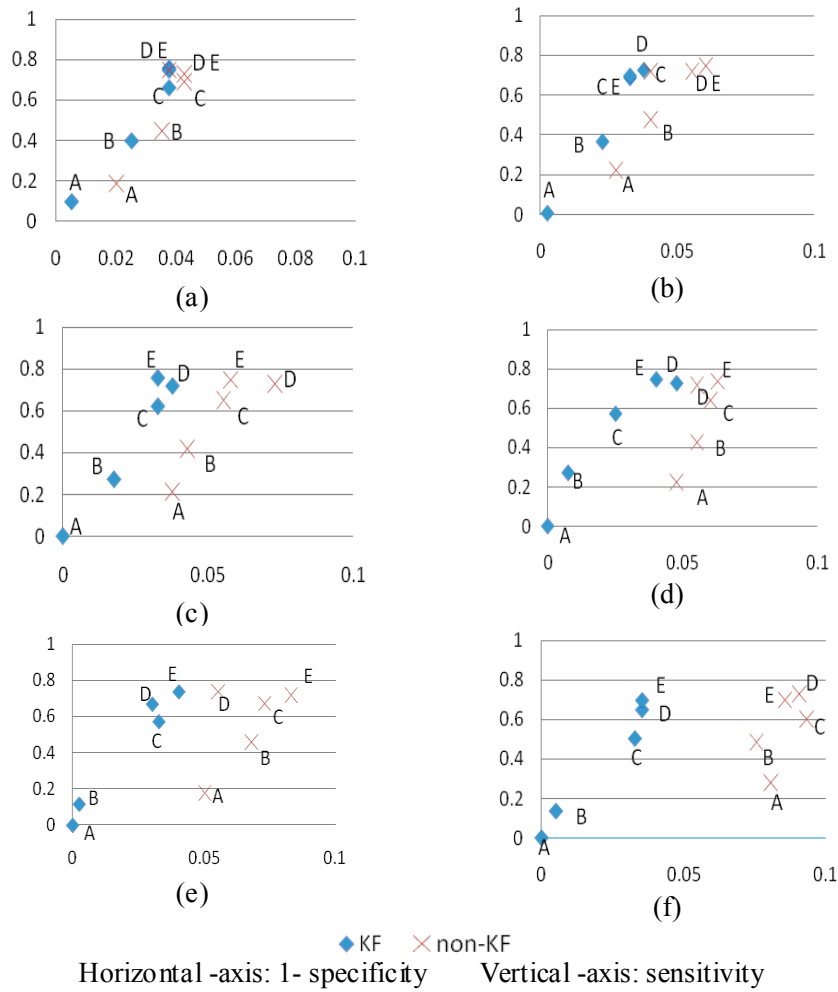 1
0.8
0.6
0.4
0.2
0
D E
D E
C
C
B
B
A
A
0 0.02 0.04 0.06 0.08 0.1
(a)
1
0.8
0.6
0.4
0.2
0
D
C
C E
D E
B
B
A
A
0 0.05 0.1
(b)
1
0.8
0.6
0.4
0.2
0
E
E
D
D
C
C
B
B
A
A
0 0.05 0.1
(c)
1
0.8
0.6
0.4
0.2
0
E
D
E
D
C
C
B
B
A
A
0 0.05 0.1
(d)
1
0.8
0.6
0.4
0.2
0
E
E
D
D
C
C
B
B
A
A
0 0.05 0.1
(e)
1
0.8
0.6
0.4
0.2
0
E
D
E
D
C
C
B
B
A
A
0 0.05 0.1
(f)
KF non-KF
Horizontal -axis: 1- specificity Vertical -axis: sensitivity